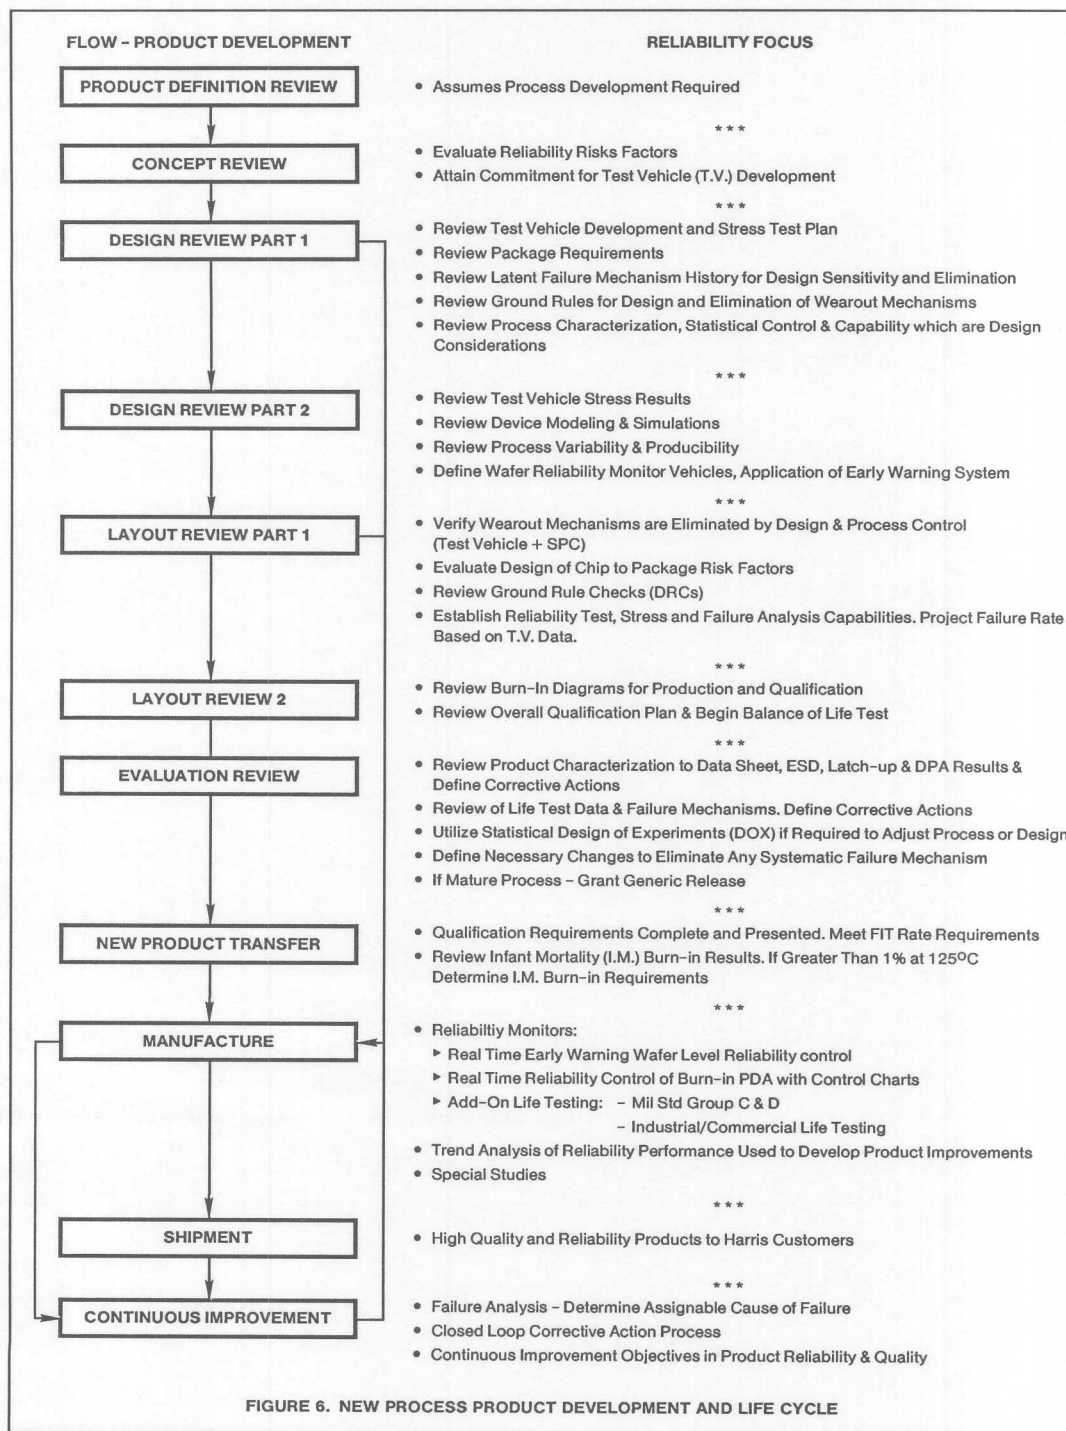 FLOW – PRODUCT DEVELOPMENT
RELIABILITY FOCUS
PRODUCT DEFINITION REVIEW
• Assumes Process Development Required
* * *
CONCEPT REVIEW
• Evaluate Reliability Risks Factors
• Attain Commitment for Test Vehicle (T.V.) Development
* * *
DESIGN REVIEW PART 1
• Review Test Vehicle Development and Stress Test Plan
• Review Package Requirements
• Review Latent Failure Mechanism History for Design Sensitivity and Elimination
• Review Ground Rules for Design and Elimination of Wearout Mechanisms
• Review Process Characterization, Statistical Control & Capability which are Design
Considerations
* * *
DESIGN REVIEW PART 2
• Review Test Vehicle Stress Results
• Review Device Modeling & Simulations
• Review Process Variability & Producibility
• Define Wafer Reliability Monitor Vehicles, Application of Early Warning System
* * *
LAYOUT REVIEW PART 1
• Verify Wearout Mechanisms are Eliminated by Design & Process Control
(Test Vehicle + SPC)
• Evaluate Design of Chip to Package Risk Factors
• Review Ground Rule Checks (DRCs)
• Establish Reliability Test, Stress and Failure Analysis Capabilities. Project Failure Rate
Based on T.V. Data.
* * *
LAYOUT REVIEW 2
• Review Burn-In Diagrams for Production and Qualification
• Review Overall Qualification Plan & Begin Balance of Life Test
* * *
EVALUATION REVIEW
• Review Product Characterization to Data Sheet, ESD, Latch-up & DPA Results &
Define Corrective Actions
• Review of Life Test Data & Failure Mechanisms. Define Corrective Actions
• Utilize Statistical Design of Experiments (DOX) if Required to Adjust Process or Design
• Define Necessary Changes to Eliminate Any Systematic Failure Mechanism
• If Mature Process – Grant Generic Release
* * *
NEW PRODUCT TRANSFER
• Qualification Requirements Complete and Presented. Meet FIT Rate Requirements
• Review Infant Mortality (I.M.) Burn-in Results. If Greater Than 1% at 125°C
Determine I.M. Burn-in Requirements
* * *
MANUFACTURE
• Reliabiltiy Monitors:
▶ Real Time Early Warning Wafer Level Reliability control
▶ Real Time Reliability Control of Burn-in PDA with Control Charts
▶ Add-On Life Testing: – Mil Std Group C & D
– Industrial/Commercial Life Testing
• Trend Analysis of Reliability Performance Used to Develop Product Improvements
• Special Studies
* * *
SHIPMENT
• High Quality and Reliability Products to Harris Customers
* * *
CONTINUOUS IMPROVEMENT
• Failure Analysis – Determine Assignable Cause of Failure
• Closed Loop Corrective Action Process
• Continuous Improvement Objectives in Product Reliability & Quality
FIGURE 6. NEW PROCESS PRODUCT DEVELOPMENT AND LIFE CYCLE